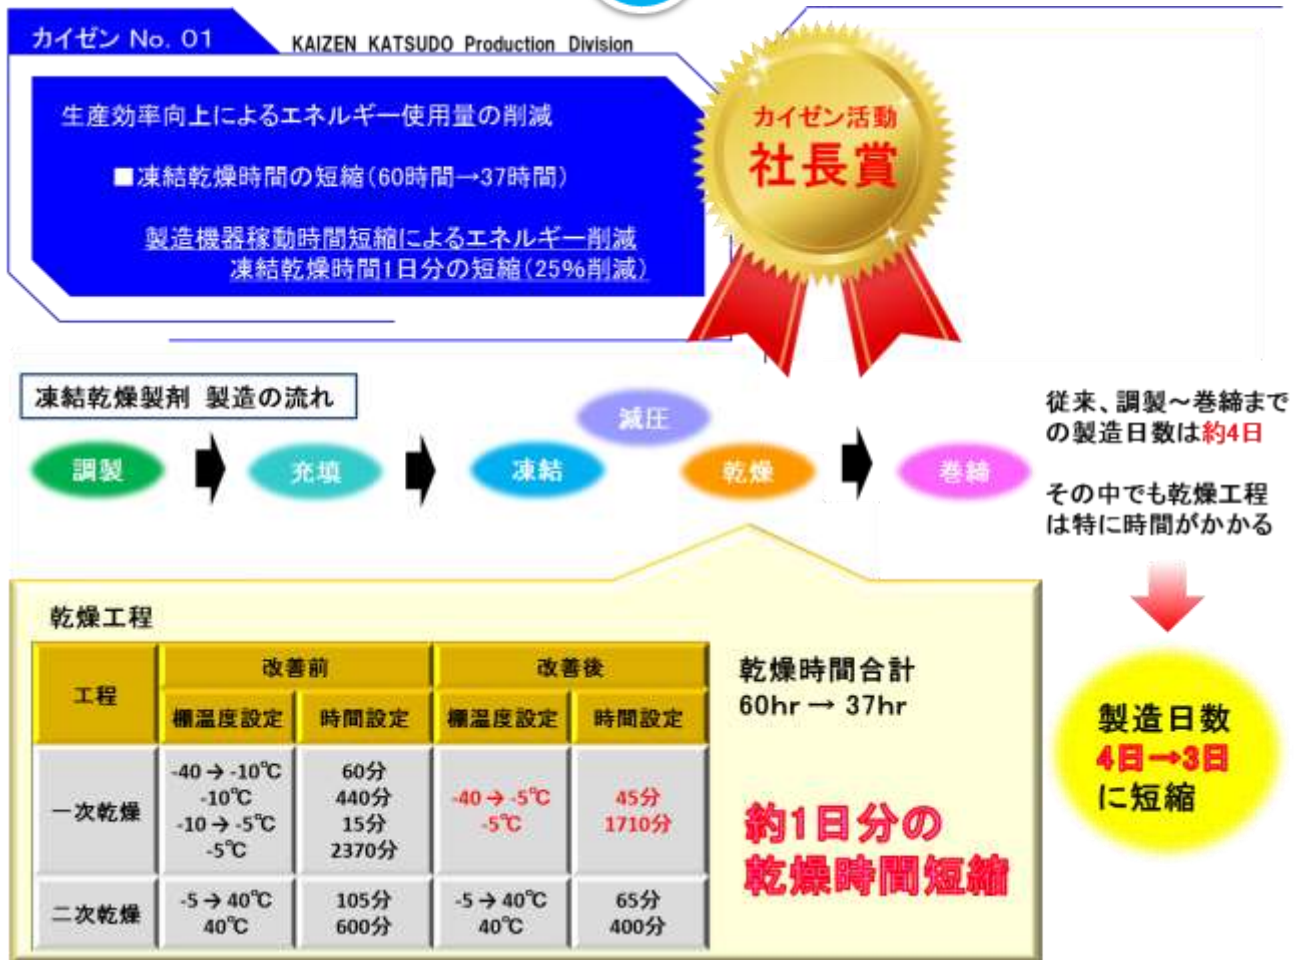 カイゼン No. 01
KAIZEN KATSUDO Production Division
生産効率向上によるエネルギー使用量の削減
■凍結乾燥時間の短縮(60時間→37時間)
製造機器稼動時間短縮によるエネルギー削減
凍結乾燥時間1日分の短縮(25%削減)
カイゼン活動
社長賞
凍結乾燥製剤 製造の流れ
調製
充填
凍結
減圧
乾燥
巻締
従来、調製～巻締まで
の製造日数は約4日
その中でも乾燥工程
は特に時間がかかる
製造日数
4日→3日
に短縮
乾燥工程
工程 改善前 改善後
棚温度設定 時間設定 棚温度設定 時間設定
一次乾燥
-40 → -10℃ 60分
-10℃ 440分
-10 → -5℃ 15分
-5℃ 2370分
-40 → -5℃ 45分
-5℃ 1710分
二次乾燥
-5 → 40℃ 105分
40℃ 600分
-5 → 40℃ 65分
40℃ 400分
乾燥時間合計
60hr → 37hr
約1日分の
乾燥時間短縮